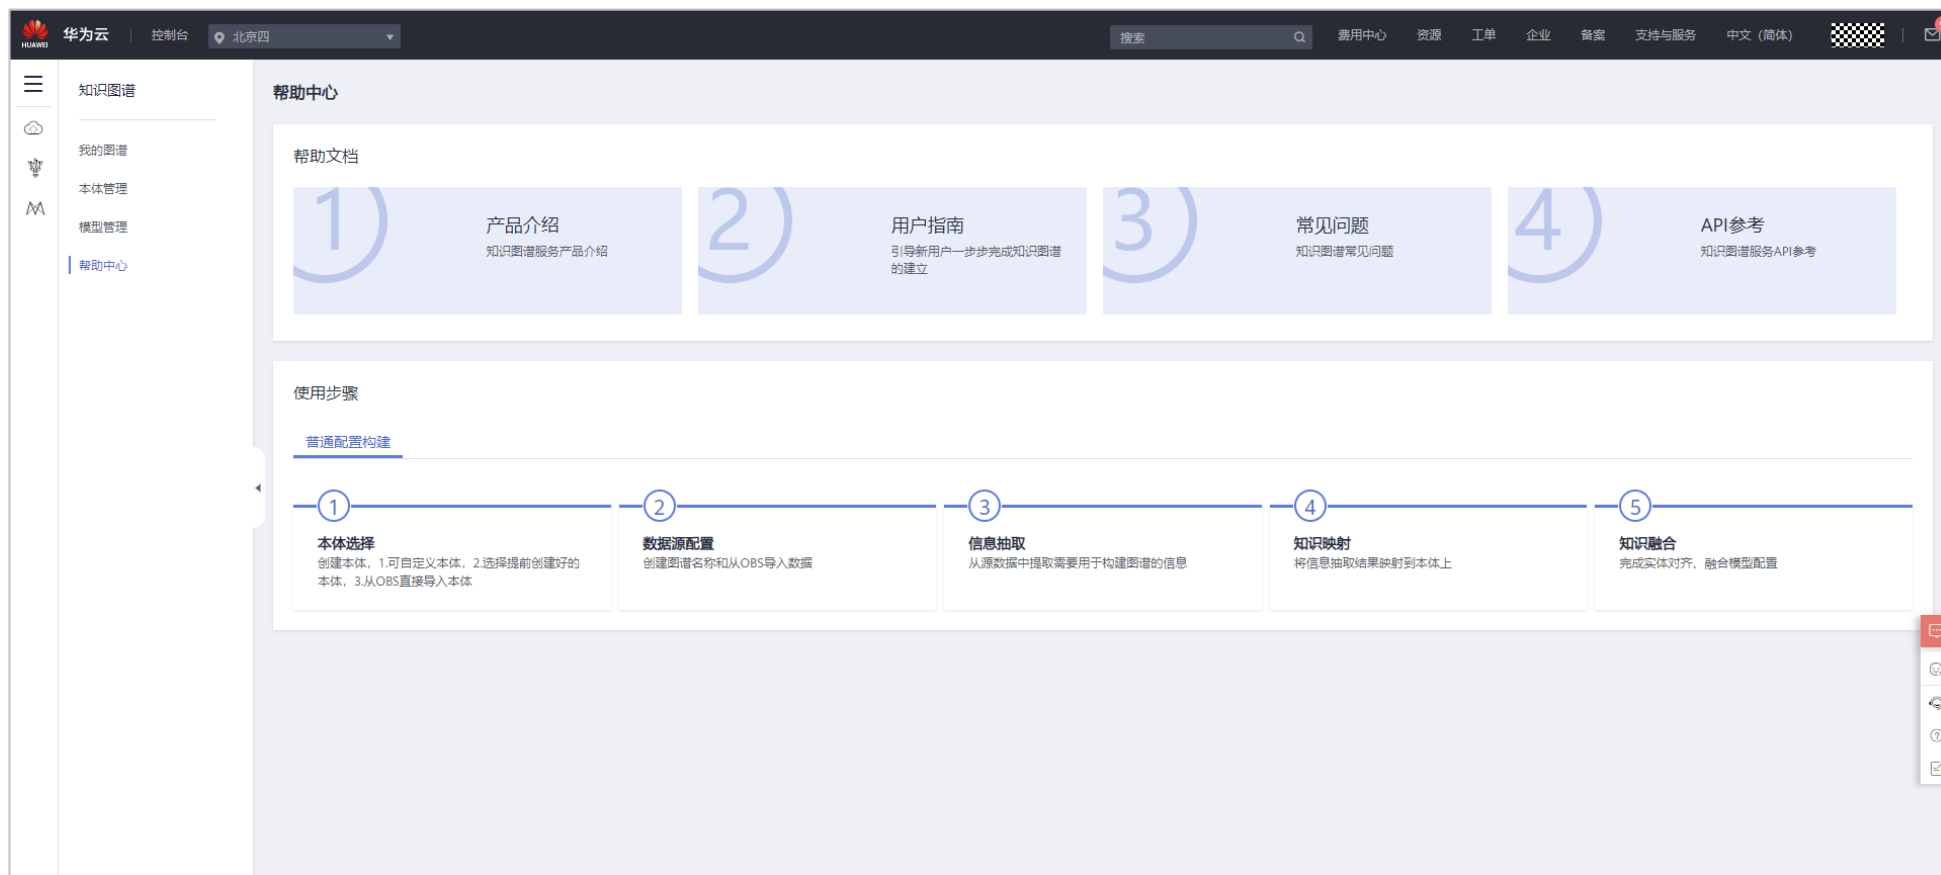 HUAWEI
华为云
控制台
北京四
搜索
费用中心
资源
工单
企业
备案
支持与服务
中文（简体）
知识图谱
我的图谱
本体管理
模型管理
帮助中心
帮助中心
帮助文档
1
产品介绍
知识图谱服务产品介绍
2
用户指南
引导新用户一步步完成知识图谱
的建立
3
常见问题
知识图谱常见问题
4
API参考
知识图谱服务API参考
使用步骤
普通配置构建
1
本体选择
创建本体，1.可自定义本体，2.选择提前创建好的
本体，3.从OBS直接导入本体
2
数据源配置
创建图谱名称和从OBS导入数据
3
信息抽取
从源数据中提取需要用于构建图谱的信息
4
知识映射
将信息抽取结果映射到本体上
5
知识融合
完成实体对齐、融合模型配置